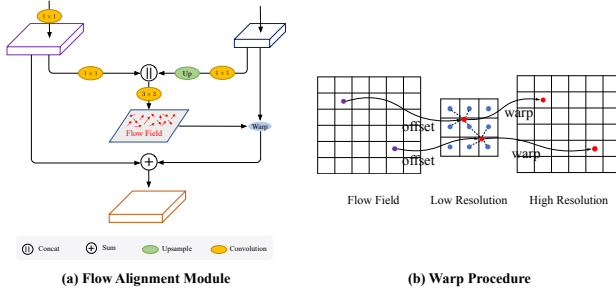 1 × 1
1 × 1
||
Up
1 × 1
3 × 3
Flow Field
Warp
+
|| Concat
+ Sum
Upsample
Convolution
(a) Flow Alignment Module
offset
warp
offset
warp
Flow Field
Low Resolution
High Resolution
(b) Warp Procedure